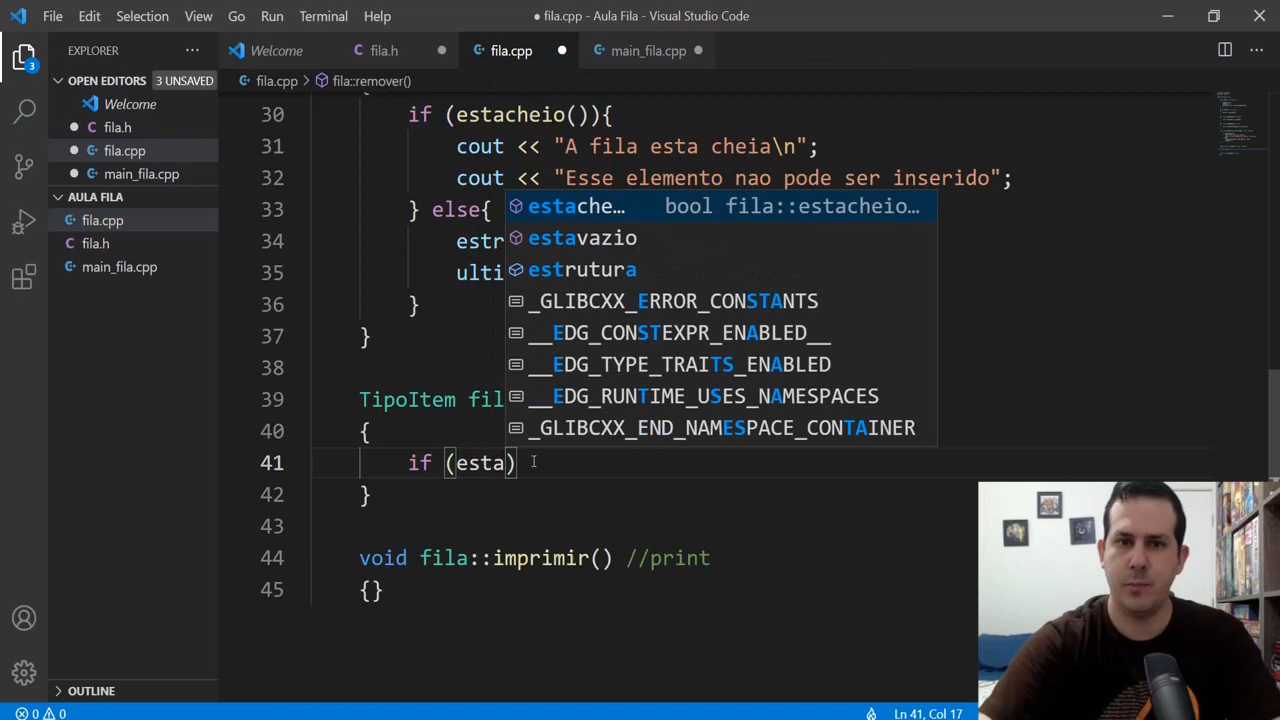 File Edit Selection View Go Run Terminal Help
● fila.cpp - Aula Fila - Visual Studio Code
EXPLORER
Welcome
fila.h
fila.cpp
main_fila.cpp
OPEN EDITORS 3 UNSAVED
fila.cpp > fila::remover()
3
Welcome
fila.h
fila.cpp
main_fila.cpp
AULA FILA
fila.cpp
fila.h
main_fila.cpp
30 if (estacheio()){
31 cout << "A fila esta cheia\n";
32 cout << "Esse elemento nao pode ser inserido";
33 } else{
34 estr
35 ulti
36 }
37 }
38
39 TipoItem fil
40 {
41 if (esta)
42 }
43
44 void fila::imprimir() //print
45 {}
estache… bool fila::estacheio…
estavazio
estrutura
_GLIBCXX_ERROR_CONSTANTS
__EDG_CONSTEXPR_ENABLED__
__EDG_TYPE_TRAITS_ENABLED
__EDG_RUNTIME_USES_NAMESPACES
_GLIBCXX_END_NAMESPACE_CONTAINER
OUTLINE
0 0
Ln 41, Col 17